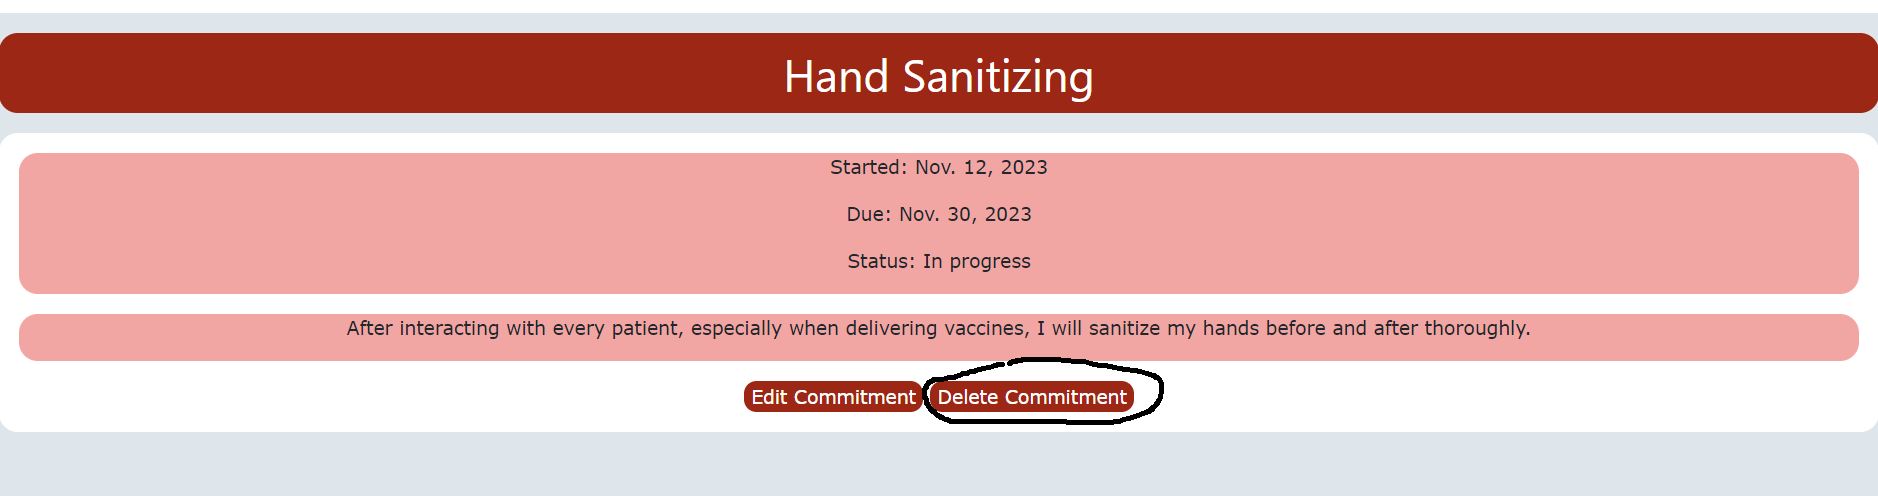 Hand Sanitizing
Started: Nov. 12, 2023
Due: Nov. 30, 2023
Status: In progress
After interacting with every patient, especially when delivering vaccines, I will sanitize my hands before and after thoroughly.
Edit Commitment Delete Commitment